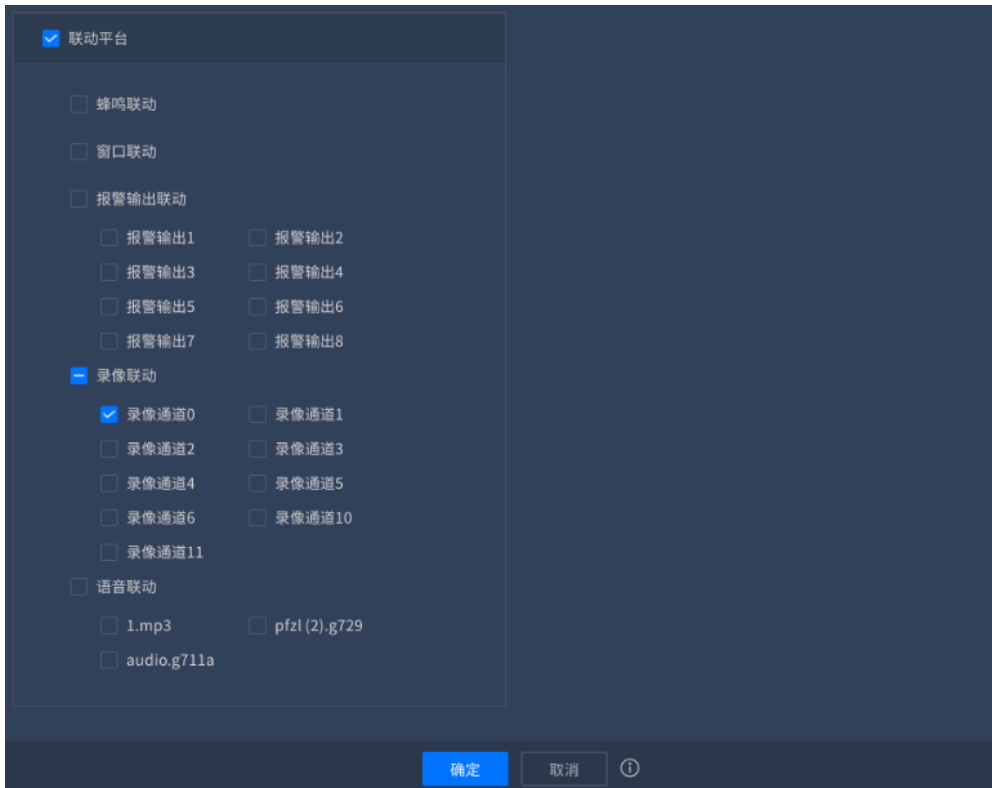 联动平台
蜂鸣联动
窗口联动
报警输出联动
报警输出1 报警输出2
报警输出3 报警输出4
报警输出5 报警输出6
报警输出7 报警输出8
录像联动
录像通道0 录像通道1
录像通道2 录像通道3
录像通道4 录像通道5
录像通道6 录像通道10
录像通道11
语音联动
1.mp3 pfzl (2).g729
audio.g711a
确定 取消